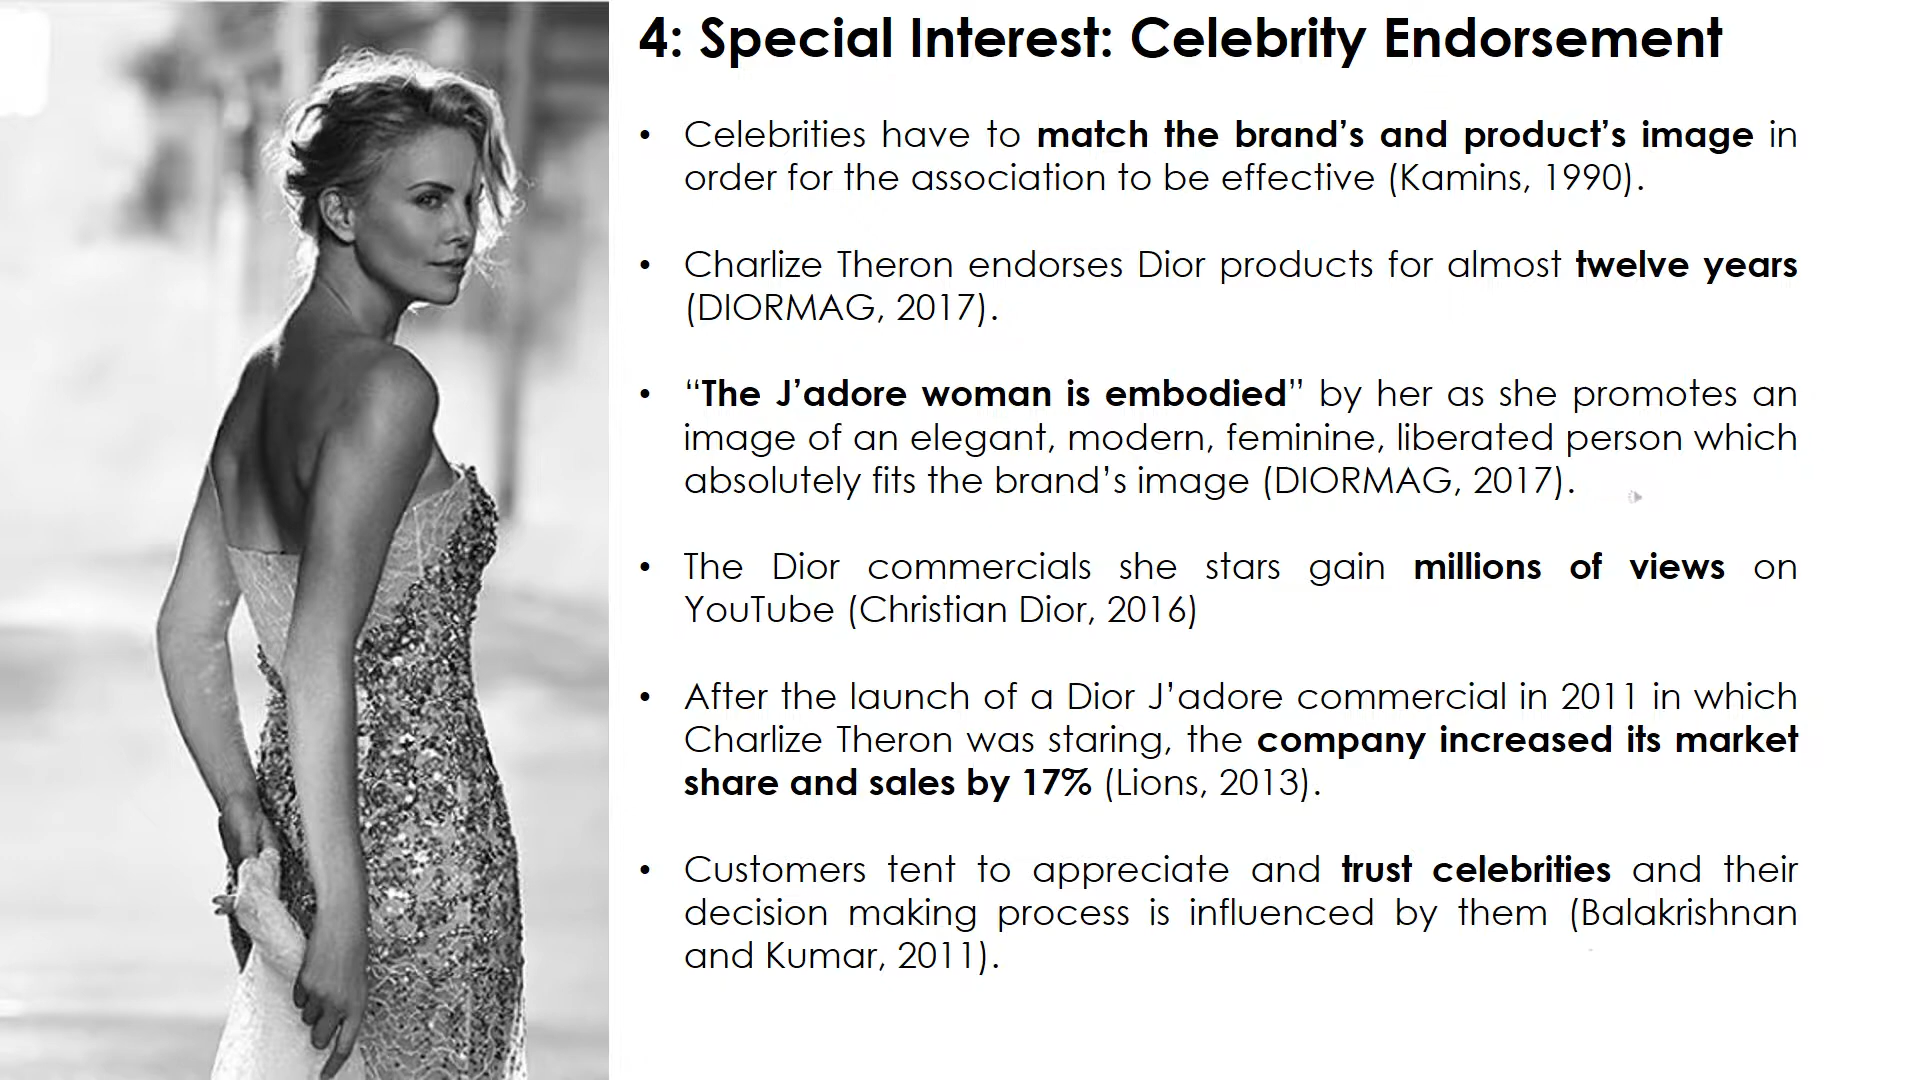 4: Special Interest: Celebrity Endorsement
• Celebrities have to match the brand’s and product’s image in
order for the association to be effective (Kamins, 1990).
• Charlize Theron endorses Dior products for almost twelve years
(DIORMAG, 2017).
• “The J’adore woman is embodied” by her as she promotes an
image of an elegant, modern, feminine, liberated person which
absolutely fits the brand’s image (DIORMAG, 2017).
• The Dior commercials she stars gain millions of views on
YouTube (Christian Dior, 2016)
• After the launch of a Dior J’adore commercial in 2011 in which
Charlize Theron was staring, the company increased its market
share and sales by 17% (Lions, 2013).
• Customers tent to appreciate and trust celebrities and their
decision making process is influenced by them (Balakrishnan
and Kumar, 2011).